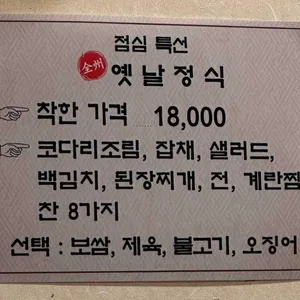 점심 특선
全州 옛날정식
착한 가격 18,000
코다리조림, 잡채, 샐러드,
백김치, 된장찌개, 전, 계란찜
찬 8가지
선택 : 보쌈, 제육, 불고기, 오징어